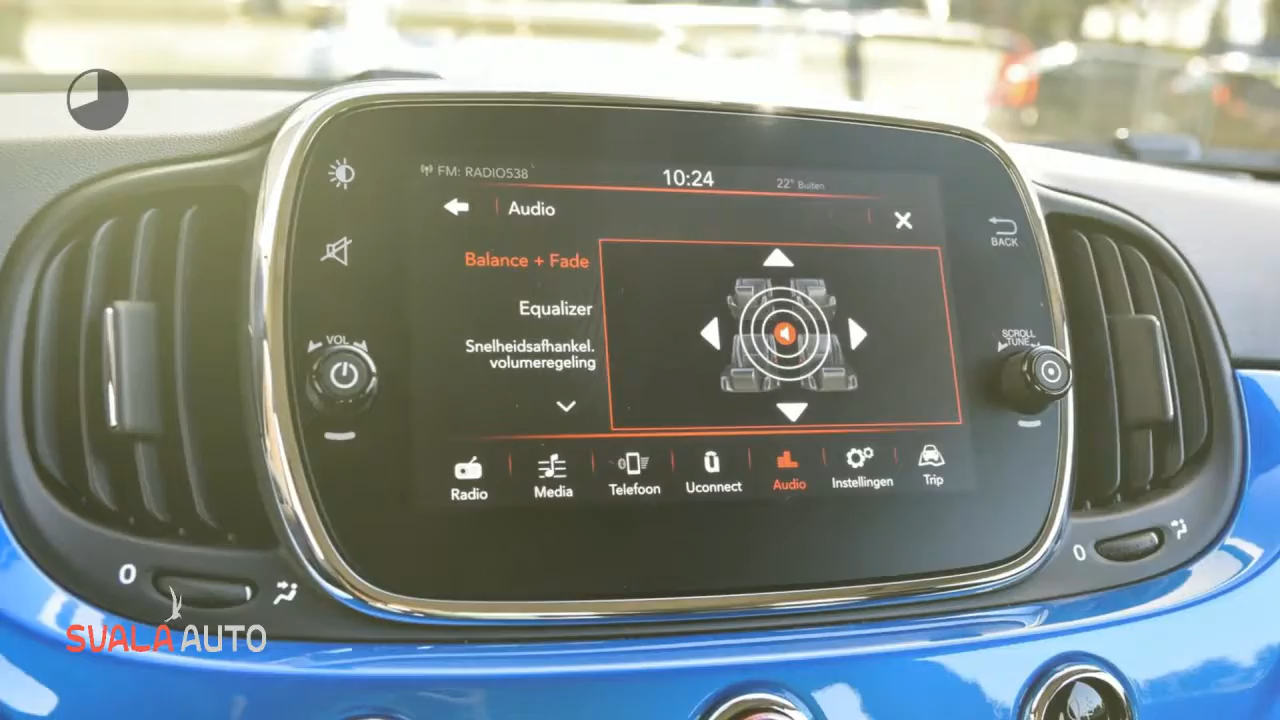 FM: RADIO538
10:24
22° Buiten
Audio
BACK
Balance + Fade
Equalizer
Snelheidsafhankel.
volumeregeling
VOL
SCROLL
TUNE
Radio
Media
Telefoon
Uconnect
Audio
Instellingen
Trip
0
0
SVALA AUTO